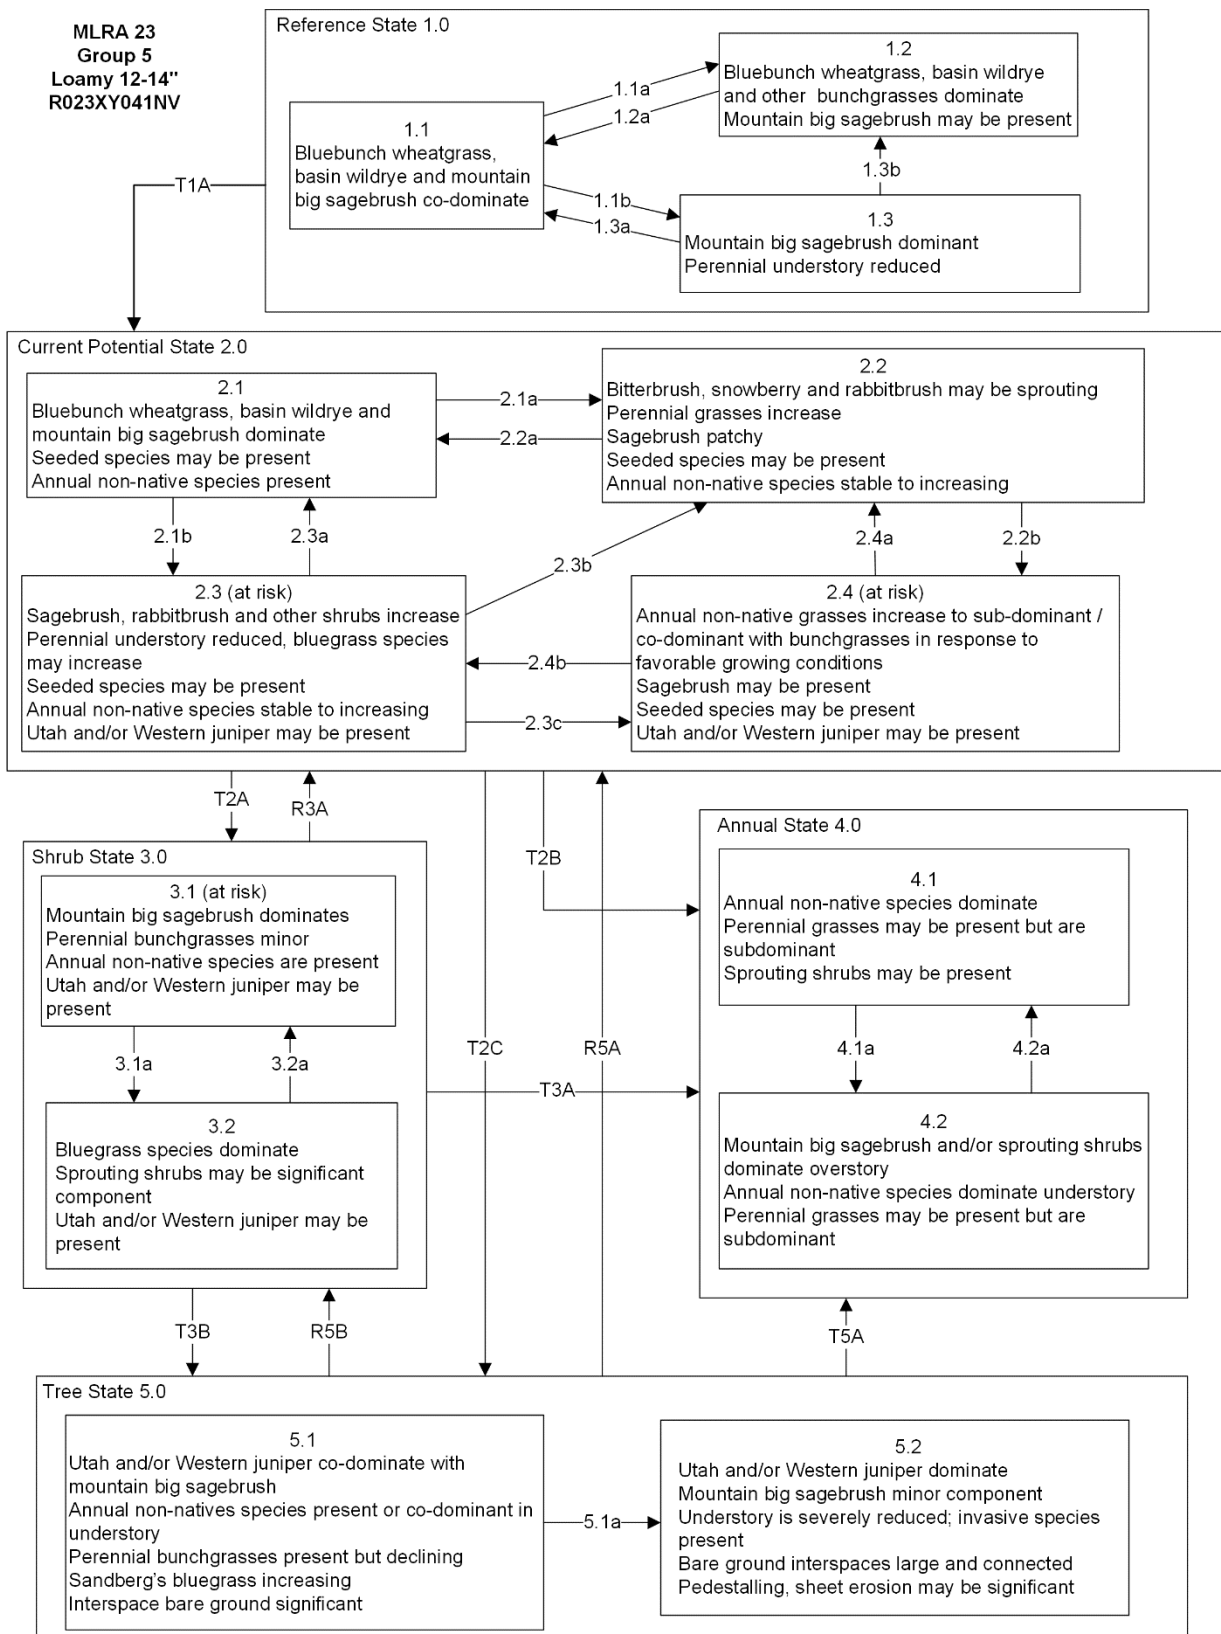 MLRA 23
Group 5
Loamy 12-14"
R023XY041NV
Reference State 1.0
1.1
Bluebunch wheatgrass,
basin wildrye and mountain
big sagebrush co-dominate
1.1a
1.2a
1.2
Bluebunch wheatgrass, basin wildrye
and other bunchgrasses dominate
Mountain big sagebrush may be present
1.3b
1.1b
1.3a
1.3
Mountain big sagebrush dominant
Perennial understory reduced
T1A
Current Potential State 2.0
2.1
Bluebunch wheatgrass, basin wildrye and
mountain big sagebrush dominate
Seeded species may be present
Annual non-native species present
2.1a
2.2a
2.2
Bitterbrush, snowberry and rabbitbrush may be sprouting
Perennial grasses increase
Sagebrush patchy
Seeded species may be present
Annual non-native species stable to increasing
2.1b
2.3a
2.3b
2.4a
2.2b
2.3 (at risk)
Sagebrush, rabbitbrush and other shrubs increase
Perennial understory reduced, bluegrass species
may increase
Seeded species may be present
Annual non-native species stable to increasing
Utah and/or Western juniper may be present
2.4b
2.3c
2.4 (at risk)
Annual non-native grasses increase to sub-dominant /
co-dominant with bunchgrasses in response to
favorable growing conditions
Sagebrush may be present
Seeded species may be present
Utah and/or Western juniper may be present
T2A
R3A
T2B
T2C
R5A
Shrub State 3.0
3.1 (at risk)
Mountain big sagebrush dominates
Perennial bunchgrasses minor
Annual non-native species are present
Utah and/or Western juniper may be
present
3.1a
3.2a
3.2
Bluegrass species dominate
Sprouting shrubs may be significant
component
Utah and/or Western juniper may be
present
T3A
Annual State 4.0
4.1
Annual non-native species dominate
Perennial grasses may be present but are
subdominant
Sprouting shrubs may be present
4.1a
4.2a
4.2
Mountain big sagebrush and/or sprouting shrubs
dominate overstory
Annual non-native species dominate understory
Perennial grasses may be present but are
subdominant
T3B
R5B
T5A
Tree State 5.0
5.1
Utah and/or Western juniper co-dominate with
mountain big sagebrush
Annual non-natives species present or co-dominant in
understory
Perennial bunchgrasses present but declining
Sandberg's bluegrass increasing
Interspace bare ground significant
5.1a
5.2
Utah and/or Western juniper dominate
Mountain big sagebrush minor component
Understory is severely reduced; invasive species
present
Bare ground interspaces large and connected
Pedestalling, sheet erosion may be significant